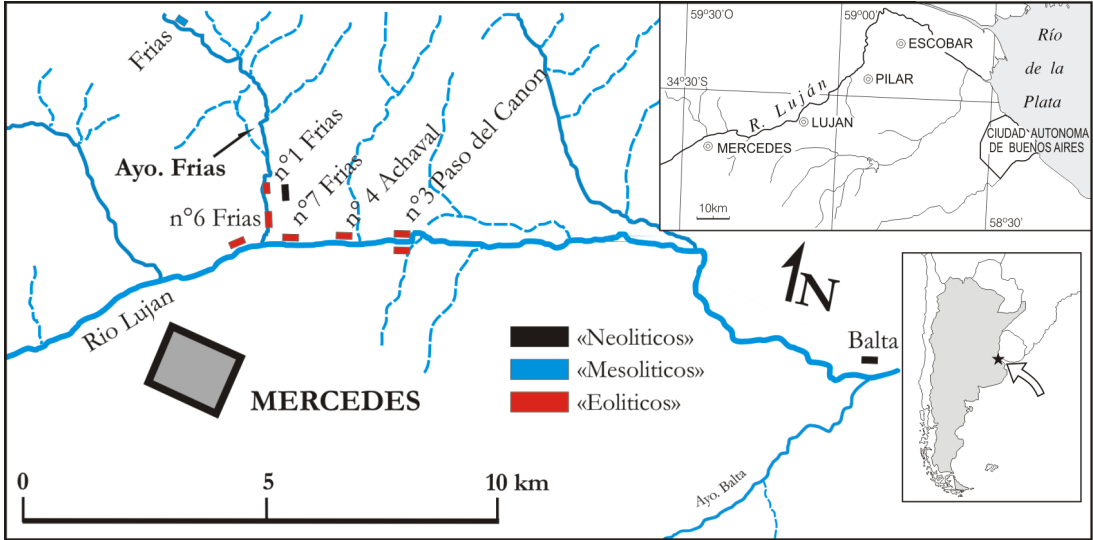 Frias
Ayo. Frias
n°1 Frias
n°7 Frias
n° 4 Achaval
n°3 Paso del Canon
n°6 Frias
Rio Lujan
MERCEDES
«Neoliticos»
«Mesoliticos»
«Eoliticos»
N
Balta
Ayo. Balta
0 5 10 km
59°30'O
59°00'
34°30'S
58°30'
ESCOBAR
PILAR
R. Luján
LUJAN
MERCEDES
Río
de la
Plata
CIUDAD AUTONOMA
DE BUENOS AIRES
10km